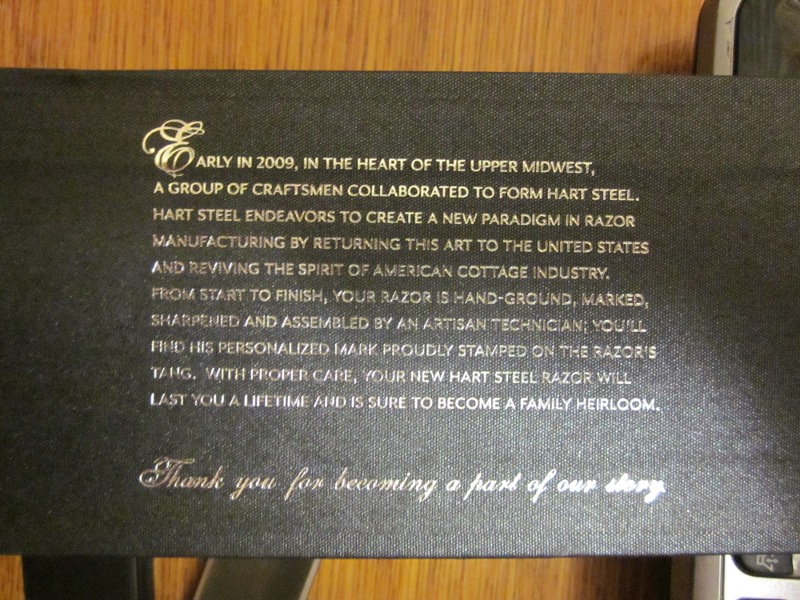 EARLY IN 2009, IN THE HEART OF THE UPPER MIDWEST,
A GROUP OF CRAFTSMEN COLLABORATED TO FORM HART STEEL.
HART STEEL ENDEAVORS TO CREATE A NEW PARADIGM IN RAZOR
MANUFACTURING BY RETURNING THIS ART TO THE UNITED STATES
AND REVIVING THE SPIRIT OF AMERICAN COTTAGE INDUSTRY.
FROM START TO FINISH, YOUR RAZOR IS HAND-GROUND, MARKED,
SHARPENED AND ASSEMBLED BY AN ARTISAN TECHNICIAN; YOU'LL
FIND HIS PERSONALIZED MARK PROUDLY STAMPED ON THE RAZOR'S
TANG. WITH PROPER CARE, YOUR NEW HART STEEL RAZOR WILL
LAST YOU A LIFETIME AND IS SURE TO BECOME A FAMILY HEIRLOOM.
Thank you for becoming a part of our story.